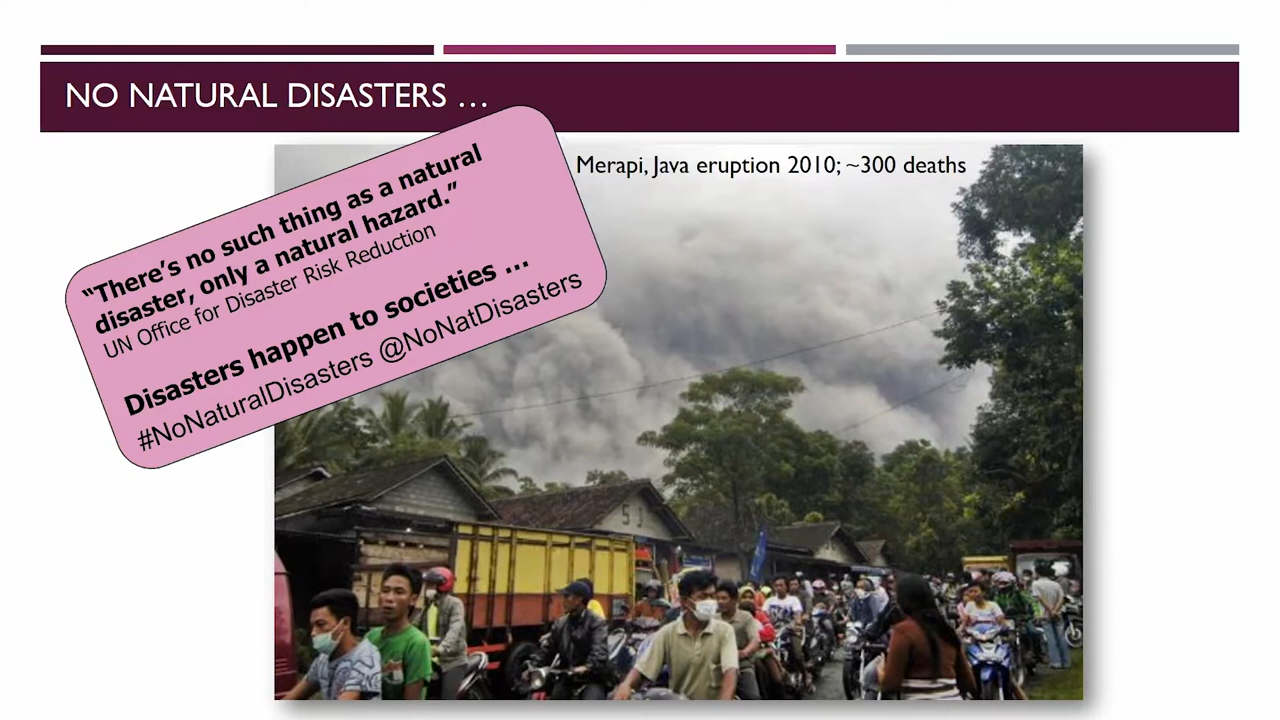 NO NATURAL DISASTERS …
Merapi, Java eruption 2010; ~300 deaths
“There’s no such thing as a natural
disaster, only a natural hazard.”
UN Office for Disaster Risk Reduction
Disasters happen to societies …
#NoNaturalDisasters @NoNatDisasters
S J